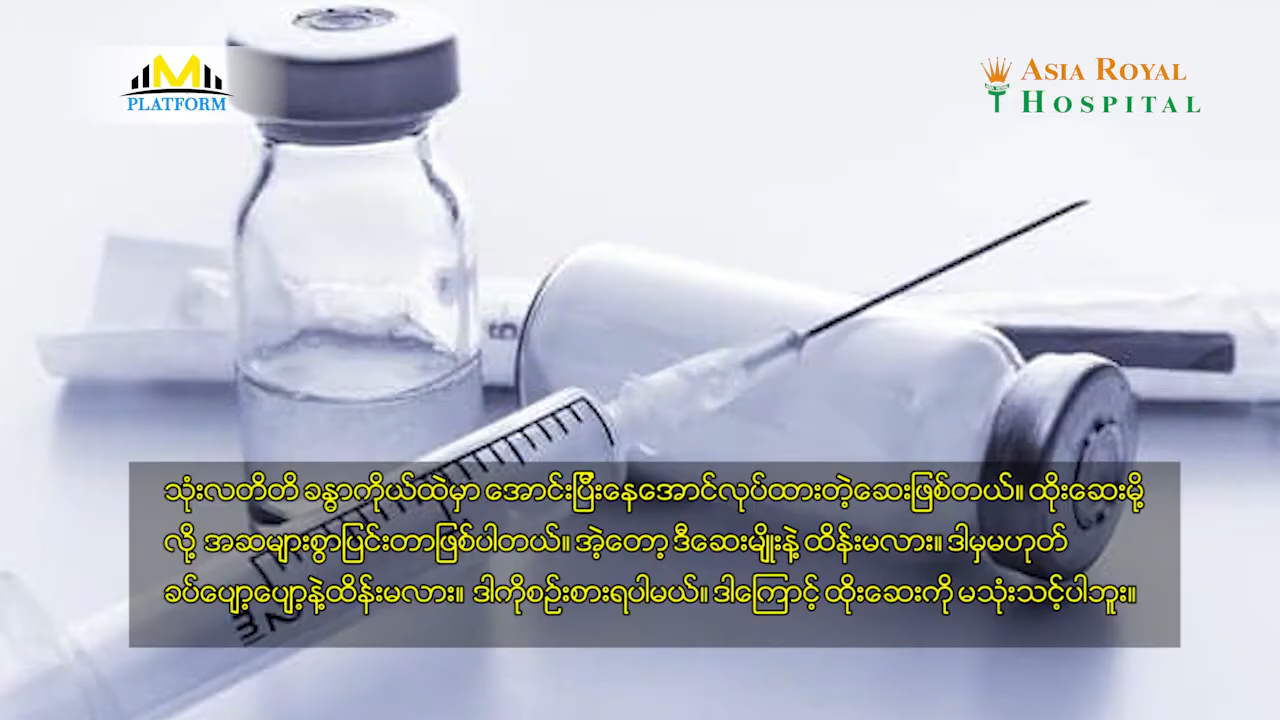 M
PLATFORM
ASIA ROYAL
HOSPITAL
သုံးလတိတိ ခန္ဓာကိုယ်ထဲမှာ အောင်းပြီးနေအောင်လုပ်ထားတဲ့ဆေးဖြစ်တယ်။ ထိုးဆေးမို့
လို့ အဆများစွာပြင်းတာဖြစ်ပါတယ်။ အဲ့တော့ ဒီဆေးမျိုးနဲ့ ထိန်းမလား။ ဒါမှမဟုတ်
ခပ်ပျော့ပျော့နဲ့ထိန်းမလား။ ဒါကိုစဉ်းစားရပါမယ်။ ဒါကြောင့် ထိုးဆေးကို မသုံးသင့်ပါဘူး။